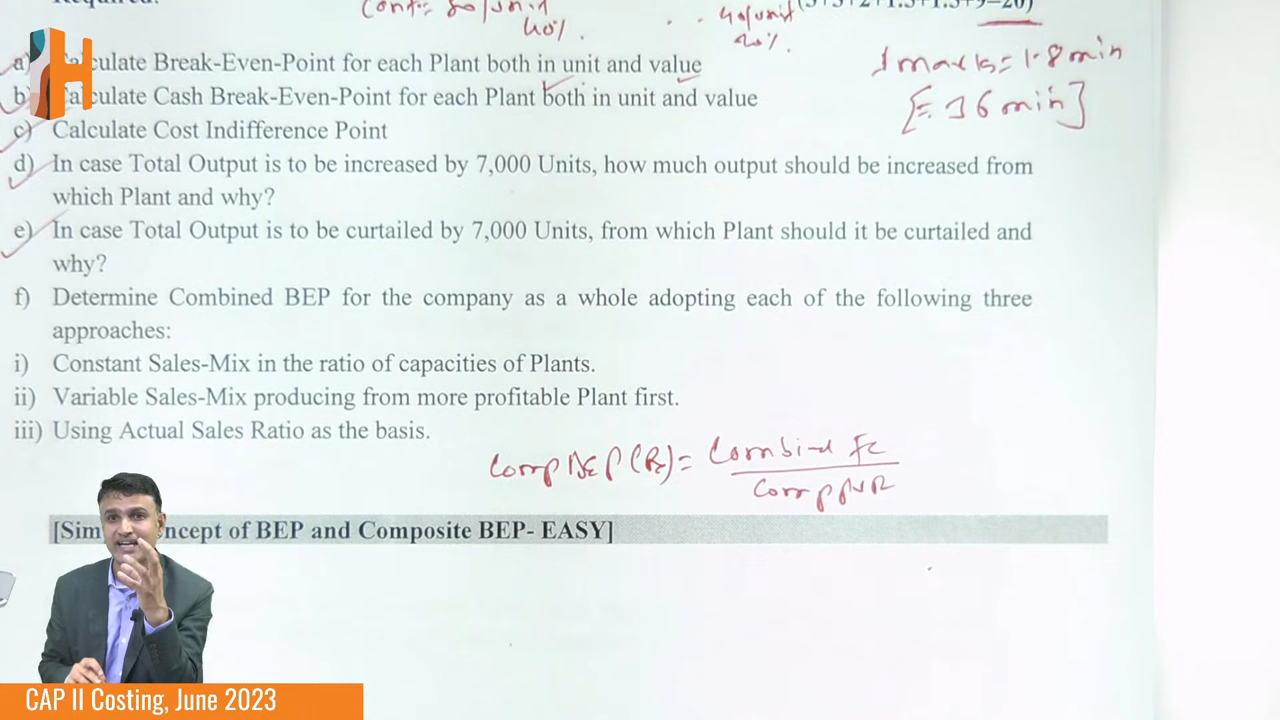 Required:
Cont = 80/unit
40%.
40/unit
20%.
(3+3+2+1.5+1.5+9=20)
1 marks = 1.8 min
[= 36 min]
a) Calculate Break-Even-Point for each Plant both in unit and value
b) Calculate Cash Break-Even-Point for each Plant both in unit and value
c) Calculate Cost Indifference Point
d) In case Total Output is to be increased by 7,000 Units, how much output should be increased from
which Plant and why?
e) In case Total Output is to be curtailed by 7,000 Units, from which Plant should it be curtailed and
why?
f) Determine Combined BEP for the company as a whole adopting each of the following three
approaches:
i) Constant Sales-Mix in the ratio of capacities of Plants.
ii) Variable Sales-Mix producing from more profitable Plant first.
iii) Using Actual Sales Ratio as the basis.
Comp BEP (Rs) = Combined FC
Comp PVR
[Sim ncept of BEP and Composite BEP- EASY]
H
CAP II Costing, June 2023